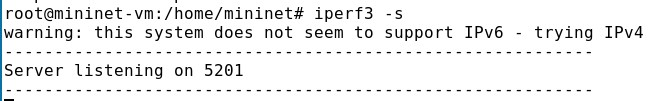 root@mininet-vm:/home/mininet# iperf3 -s
warning: this system does not seem to support IPv6 - trying IPv4
-----------------------------------------------------------
Server listening on 5201
-----------------------------------------------------------